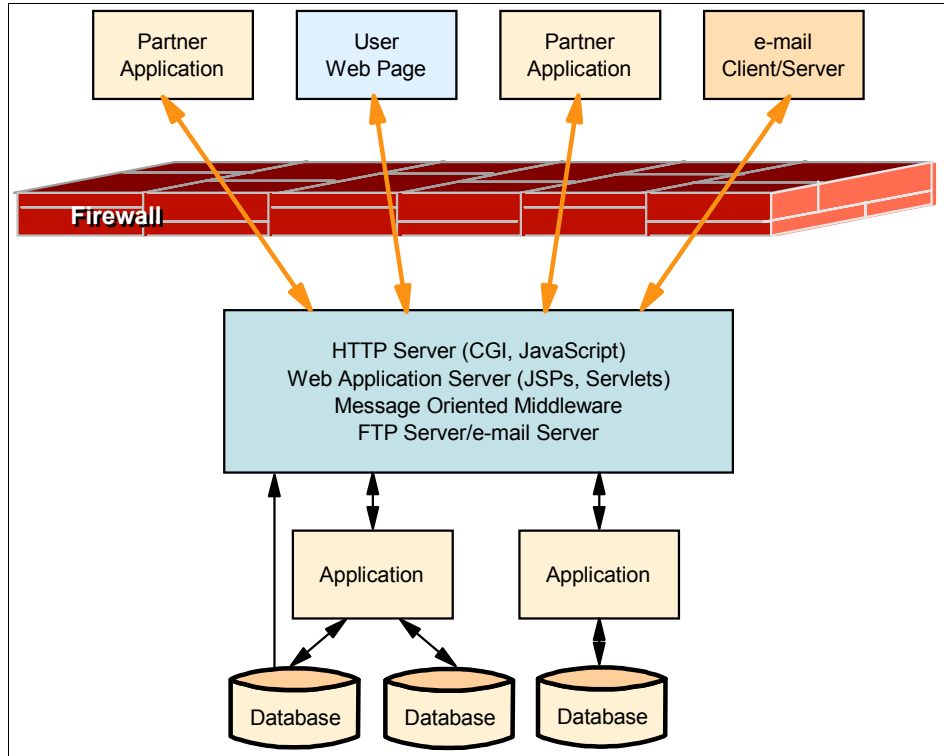 Partner
Application
User
Web Page
Partner
Application
e-mail
Client/Server
Firewall
HTTP Server (CGI, JavaScript)
Web Application Server (JSPs, Servlets)
Message Oriented Middleware
FTP Server/e-mail Server
Application
Application
Database
Database
Database